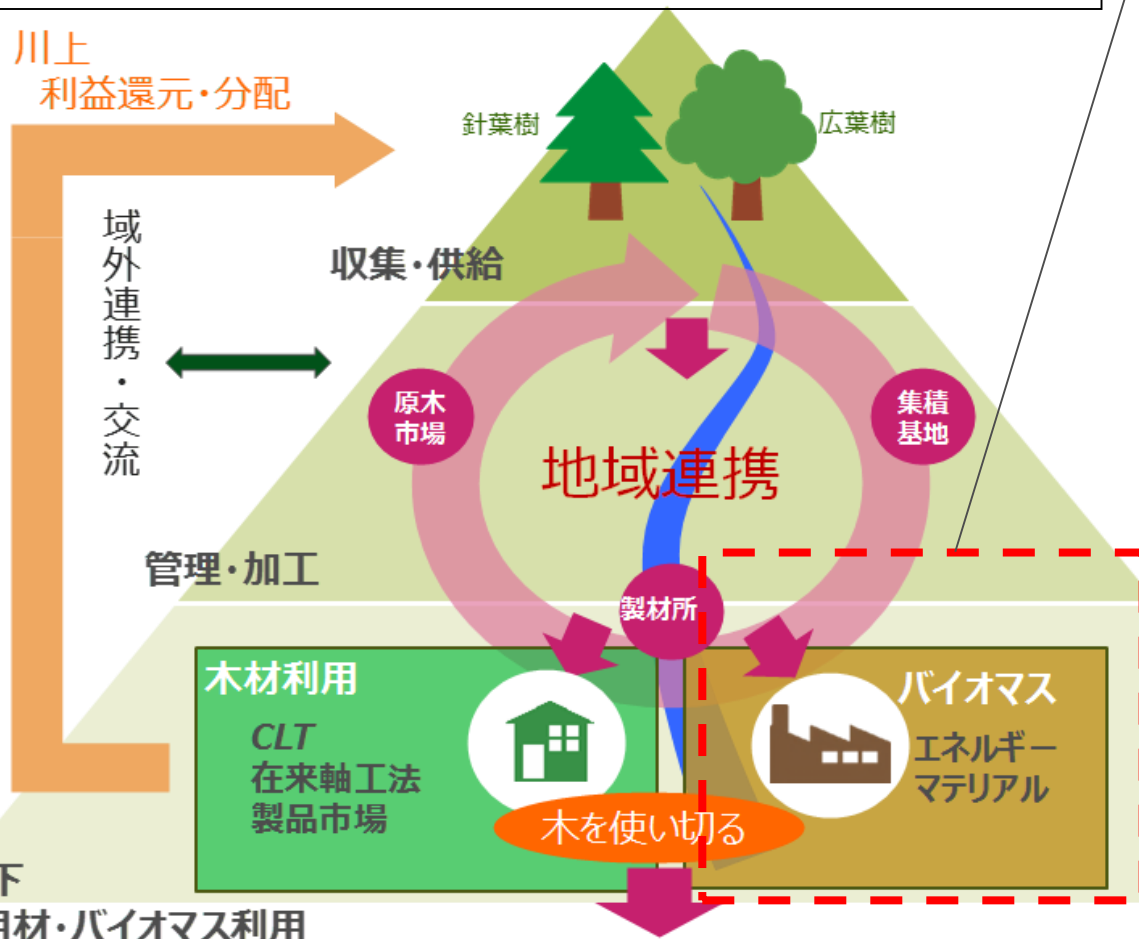 川上
利益還元・分配
針葉樹
広葉樹
域外連携・交流
収集・供給
原木
市場
集積
基地
地域連携
管理・加工
製材所
木材利用
CLT
在来軸工法
製品市場
バイオマス
エネルギー
マテリアル
木を使い切る
下
用材・バイオマス利用